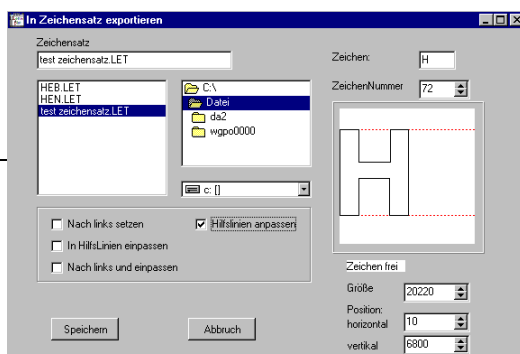 In Zeichensatz exportieren
Zeichensatz
test zeichensatz.LET
HEB.LET
HEN.LET
test zeichensatz.LET
C:\
Datei
da2
wgpo0000
c: []
Zeichen:
H
ZeichenNummer
72
H
Nach links setzen
Hilfslinien anpassen
In HilfsLinien einpassen
Nach links und einpassen
Zeichen frei
Größe
20220
Position:
horizontal
10
vertikal
6800
Speichern
Abbruch